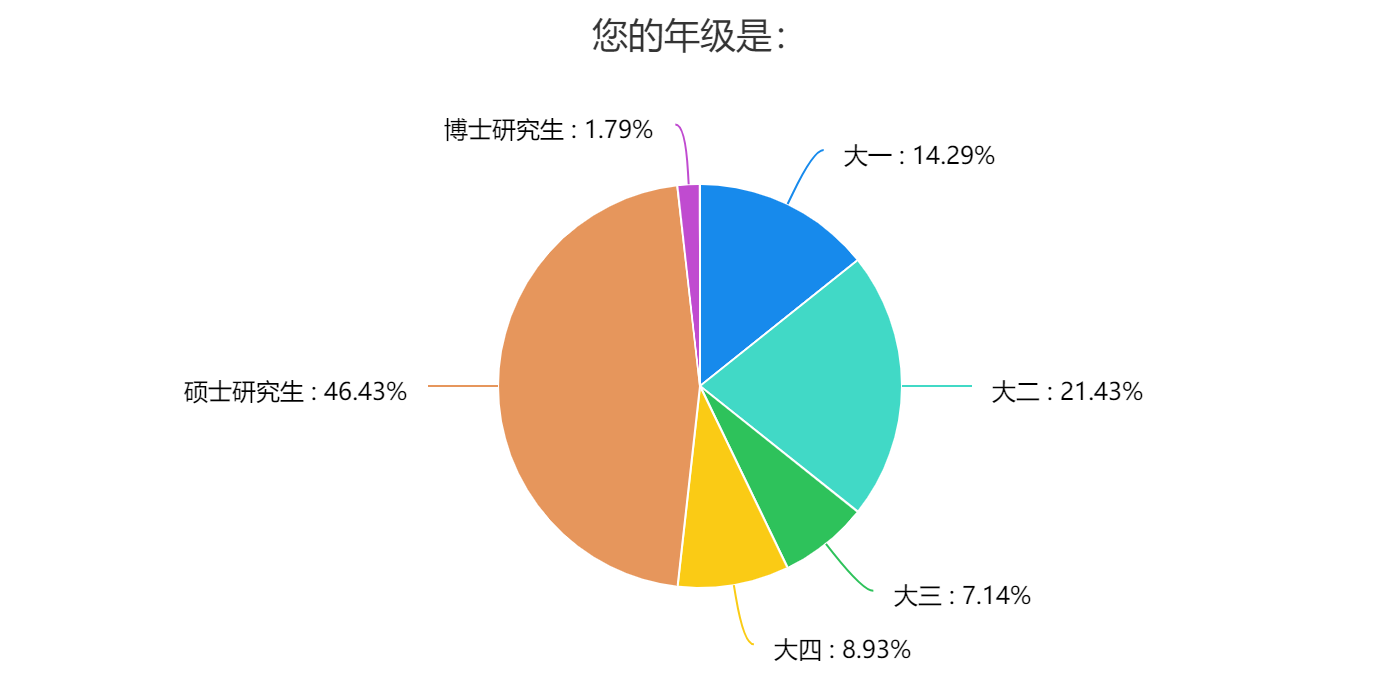 您的年级是：
博士研究生 : 1.79%
大一 : 14.29%
硕士研究生 : 46.43%
大二 : 21.43%
大三 : 7.14%
大四 : 8.93%